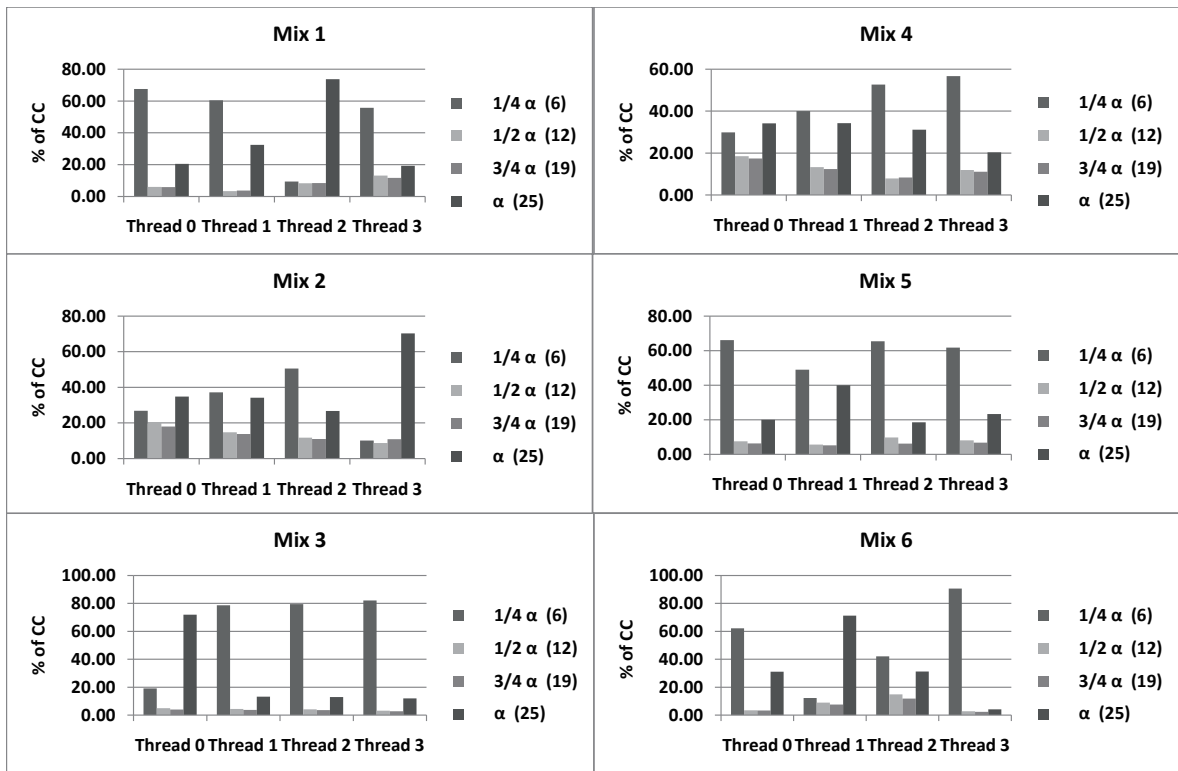 Mix 1
% of CC
80.00
60.00
40.00
20.00
0.00
Thread 0 Thread 1 Thread 2 Thread 3
1/4 α (6)
1/2 α (12)
3/4 α (19)
α (25)
Mix 4
% of CC
60.00
40.00
20.00
0.00
Thread 0 Thread 1 Thread 2 Thread 3
1/4 α (6)
1/2 α (12)
3/4 α (19)
α (25)
Mix 2
% of CC
80.00
60.00
40.00
20.00
0.00
Thread 0 Thread 1 Thread 2 Thread 3
1/4 α (6)
1/2 α (12)
3/4 α (19)
α (25)
Mix 5
% of CC
80.00
60.00
40.00
20.00
0.00
Thread 0 Thread 1 Thread 2 Thread 3
1/4 α (6)
1/2 α (12)
3/4 α (19)
α (25)
Mix 3
% of CC
100.00
80.00
60.00
40.00
20.00
0.00
Thread 0 Thread 1 Thread 2 Thread 3
1/4 α (6)
1/2 α (12)
3/4 α (19)
α (25)
Mix 6
% of CC
100.00
80.00
60.00
40.00
20.00
0.00
Thread 0 Thread 1 Thread 2 Thread 3
1/4 α (6)
1/2 α (12)
3/4 α (19)
α (25)